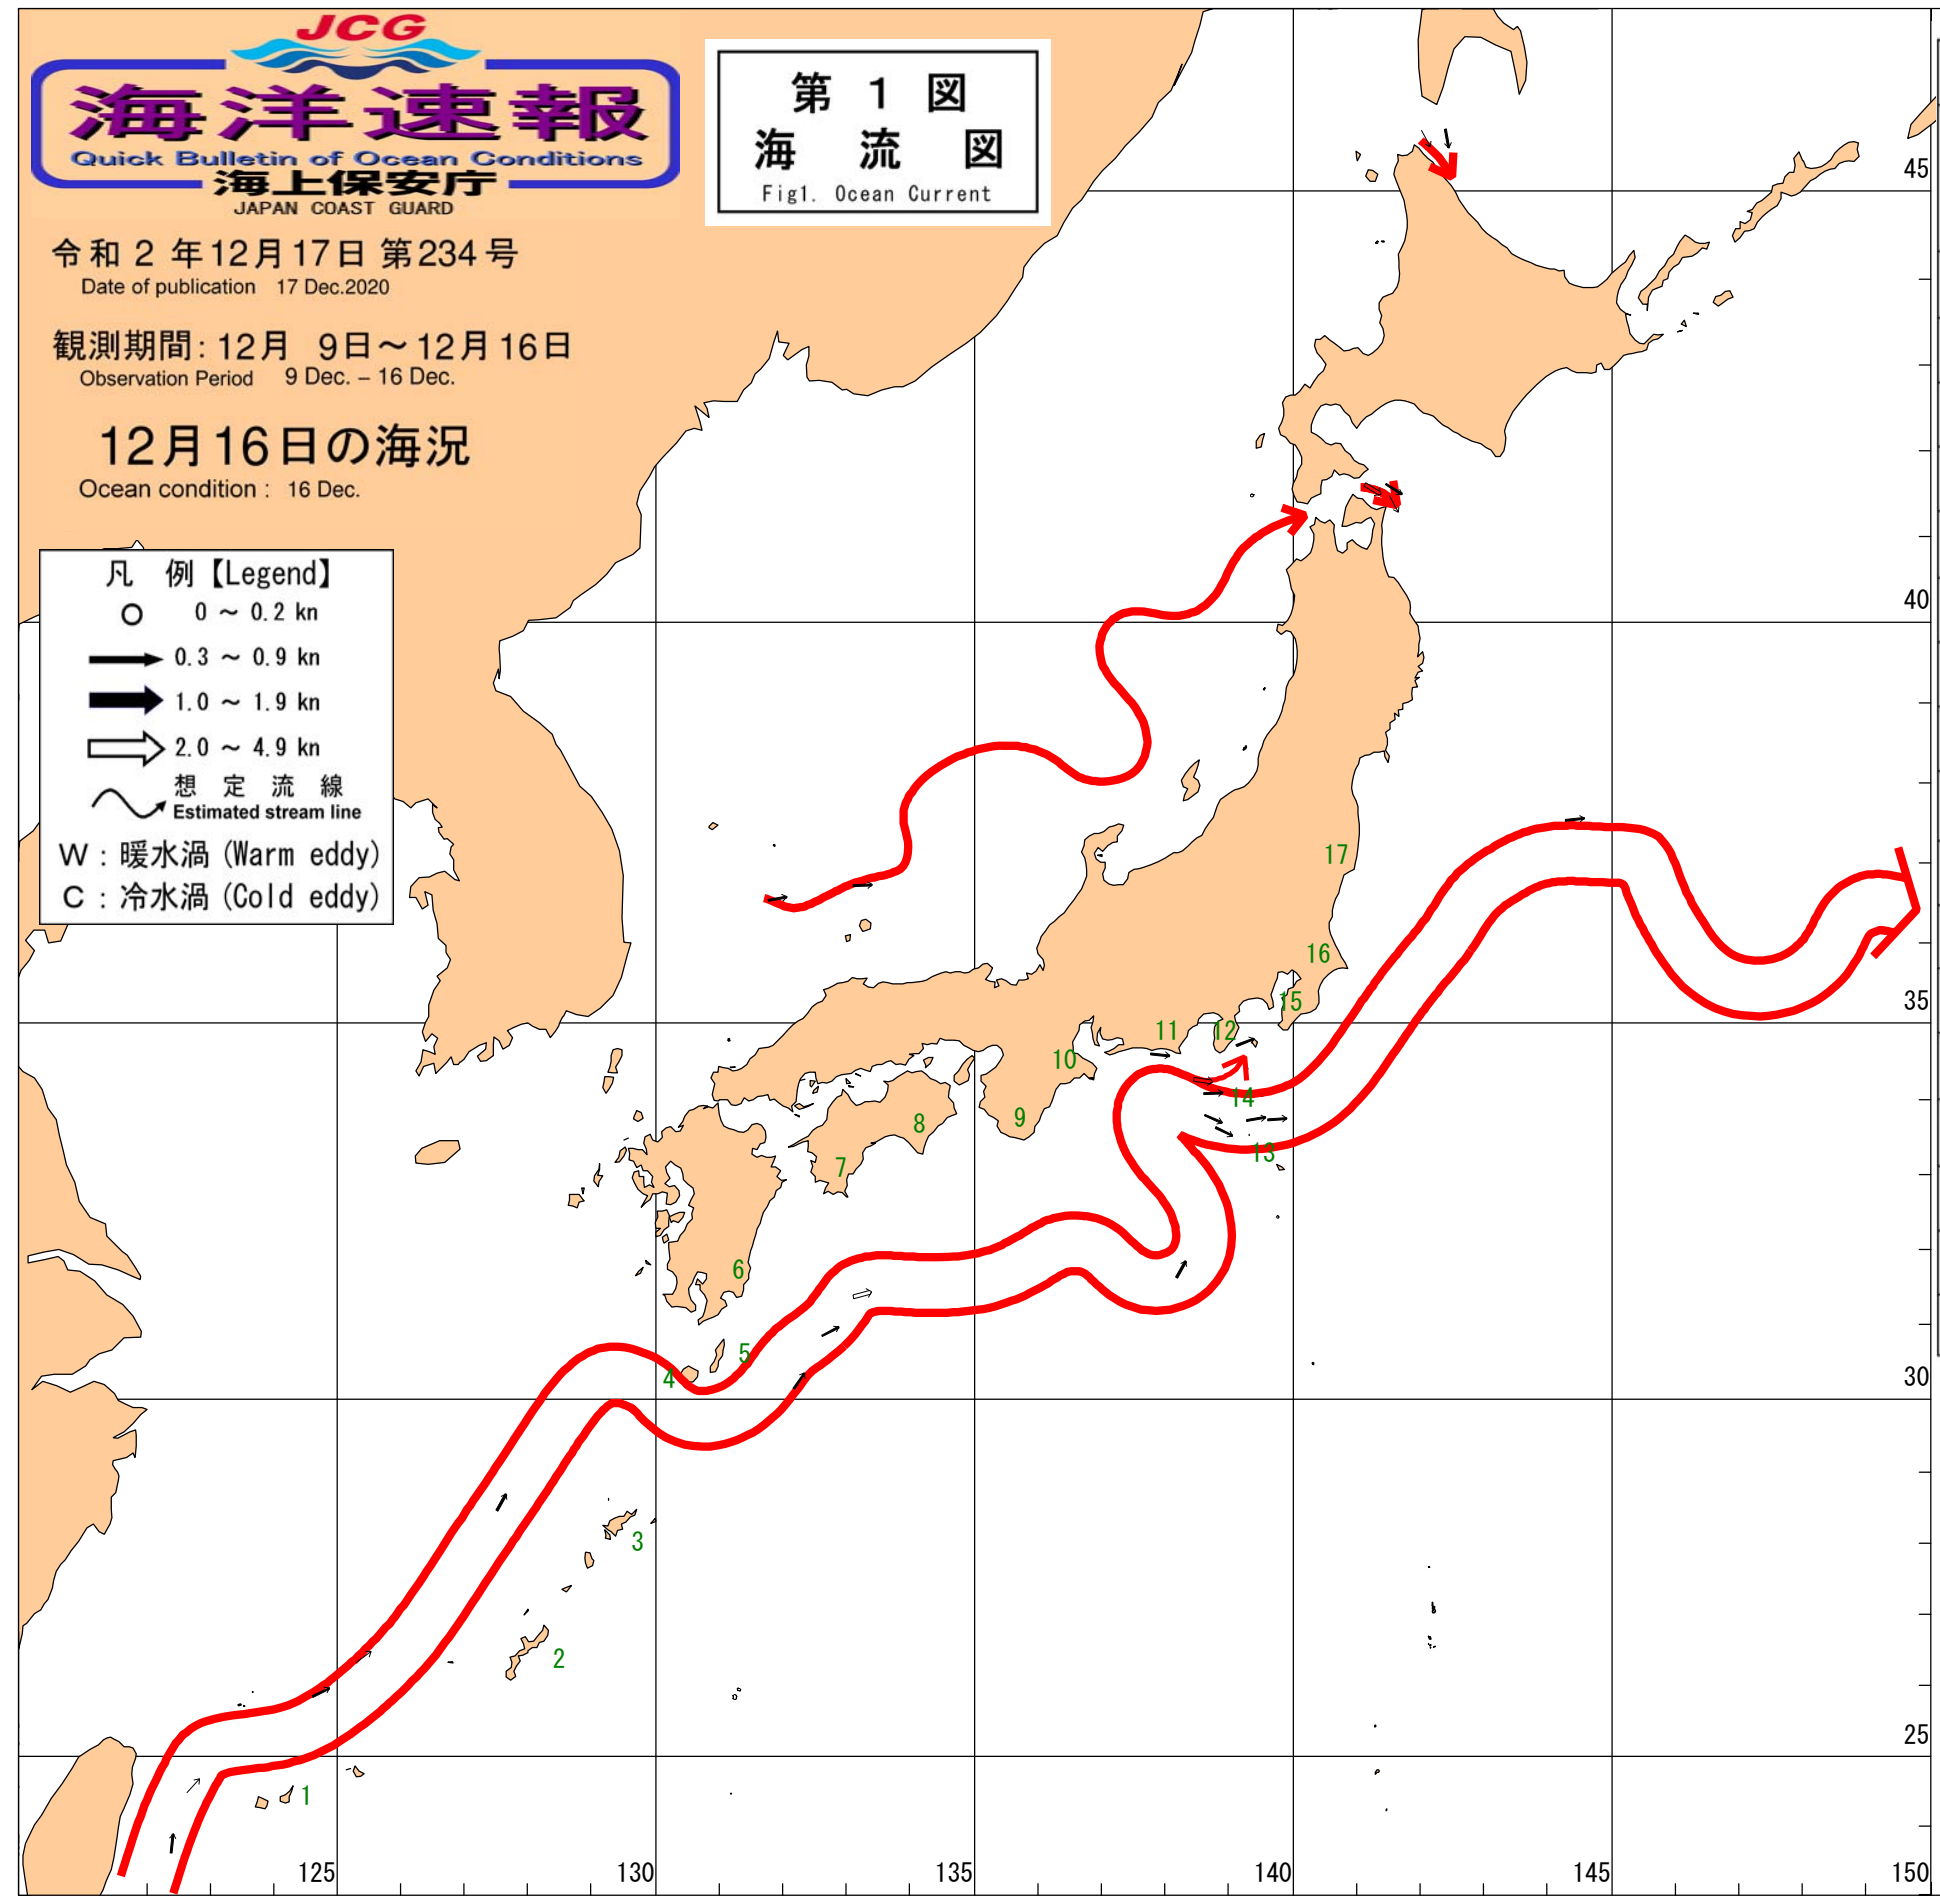 JCG
海洋速報
Quick Bulletin of Ocean Conditions
海上保安庁
JAPAN COAST GUARD
第 1 図
海 流 図
Fig1. Ocean Current
令和 2 年12月17日 第234号
Date of publication 17 Dec.2020
観測期間: 12月 9日～12月16日
Observation Period 9 Dec. – 16 Dec.
12月16日の海況
Ocean condition : 16 Dec.
凡 例【Legend】
0 ～ 0.2 kn
0.3 ～ 0.9 kn
1.0 ～ 1.9 kn
2.0 ～ 4.9 kn
想 定 流 線
Estimated stream line
W : 暖水渦 (Warm eddy)
C : 冷水渦 (Cold eddy)
45
40
35
30
25
17
16
15
12
11
10
14
13
9
8
7
6
5
4
3
2
1
125
130
135
140
145
150